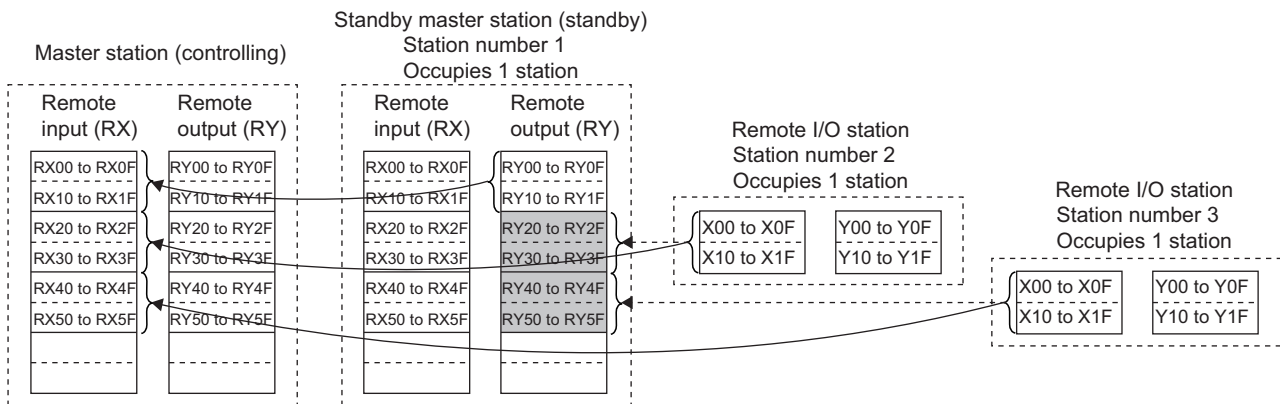 Standby master station (standby)
Station number 1
Occupies 1 station
Master station (controlling)
Remote input (RX)
Remote output (RY)
RX00 to RX0F
RX10 to RX1F
RX20 to RX2F
RX30 to RX3F
RX40 to RX4F
RX50 to RX5F
RY00 to RY0F
RY10 to RY1F
RY20 to RY2F
RY30 to RY3F
RY40 to RY4F
RY50 to RY5F
Remote input (RX)
Remote output (RY)
RX00 to RX0F
RX10 to RX1F
RX20 to RX2F
RX30 to RX3F
RX40 to RX4F
RX50 to RX5F
RY00 to RY0F
RY10 to RY1F
RY20 to RY2F
RY30 to RY3F
RY40 to RY4F
RY50 to RY5F
Remote I/O station
Station number 2
Occupies 1 station
X00 to X0F
X10 to X1F
Y00 to Y0F
Y10 to Y1F
Remote I/O station
Station number 3
Occupies 1 station
X00 to X0F
X10 to X1F
Y00 to Y0F
Y10 to Y1F